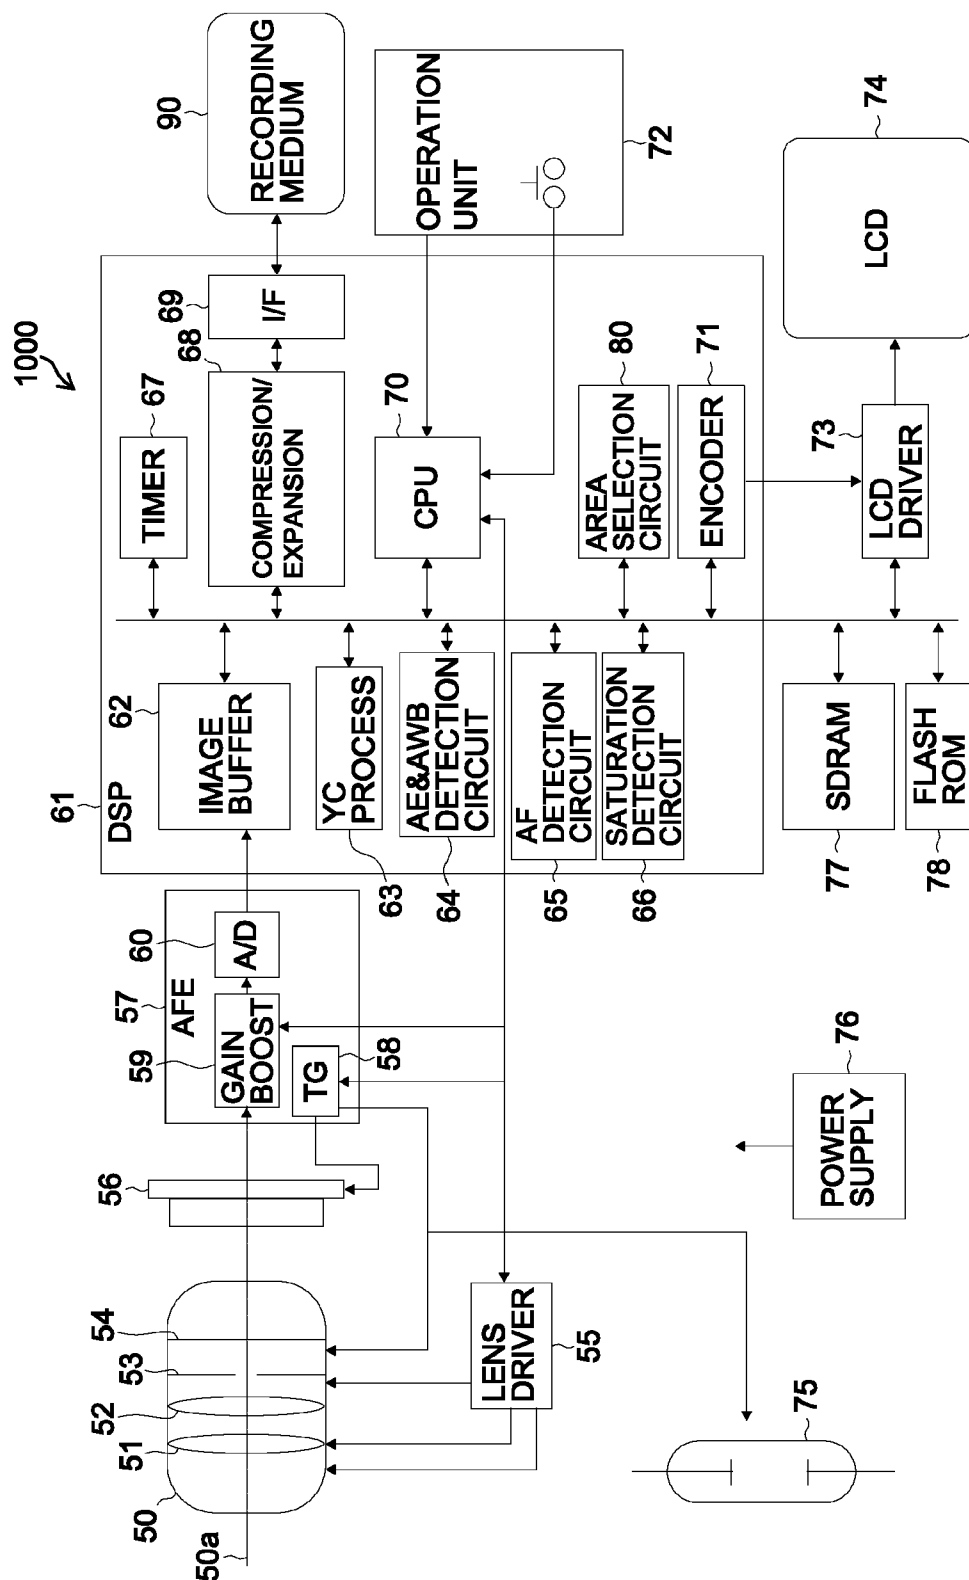 1000
90
RECORDING
MEDIUM
OPERATION
UNIT
72
74
LCD
69
I/F
68
COMPRESSION/
EXPANSION
67
TIMER
70
CPU
80
AREA
SELECTION
CIRCUIT
71
ENCODER
73
LCD
DRIVER
61
DSP
62
IMAGE
BUFFER
YC
PROCESS
63
AE&AWB
DETECTION
CIRCUIT
64
AF
DETECTION
CIRCUIT
65
SATURATION
DETECTION
CIRCUIT
66
SDRAM
77
FLASH
ROM
78
57
AFE
60
A/D
59
GAIN
BOOST
58
TG
56
76
POWER
SUPPLY
54
53
52
51
50
50a
LENS
DRIVER
55
75